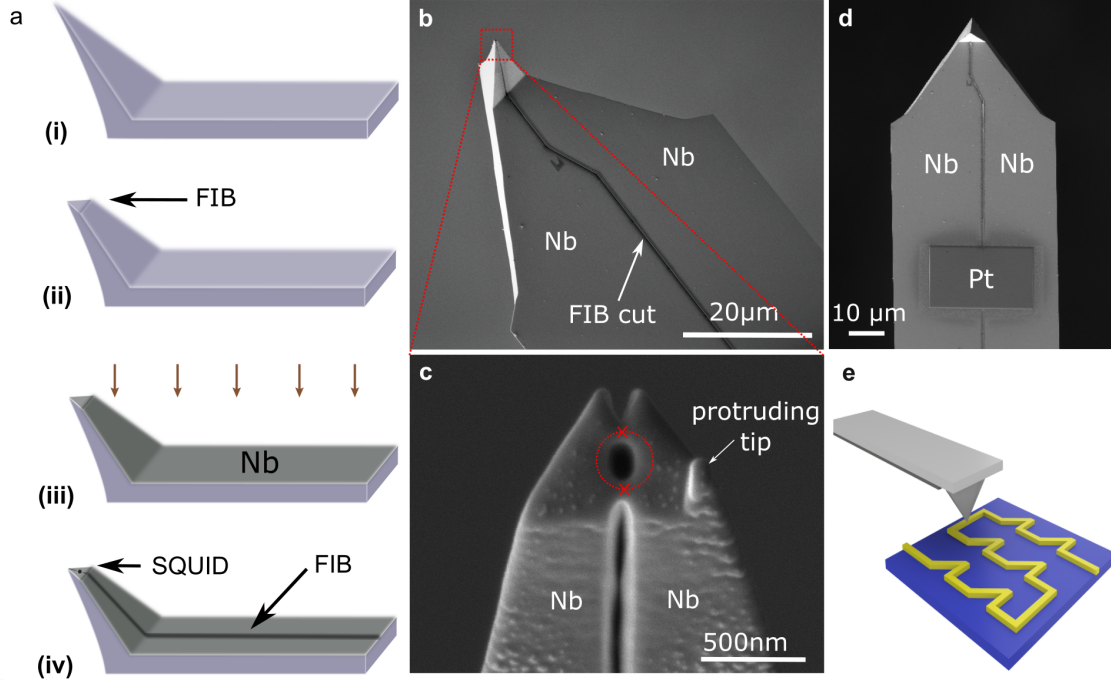 a
(i)
FIB
(ii)
Nb
(iii)
SQUID
FIB
(iv)
b
Nb
Nb
FIB cut
20µm
c
protruding
tip
Nb
Nb
500nm
d
Nb
Nb
Pt
10 µm
e